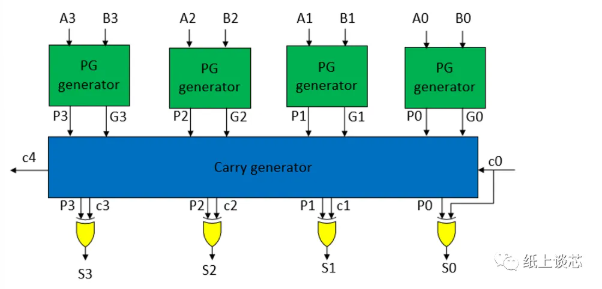 A3 B3 A2 B2 A1 B1 A0 B0
PG generator PG generator PG generator PG generator
P3 G3 P2 G2 P1 G1 P0 G0
c4 Carry generator c0
P3 c3 P2 c2 P1 c1 P0
S3 S2 S1 S0
纸上谈芯